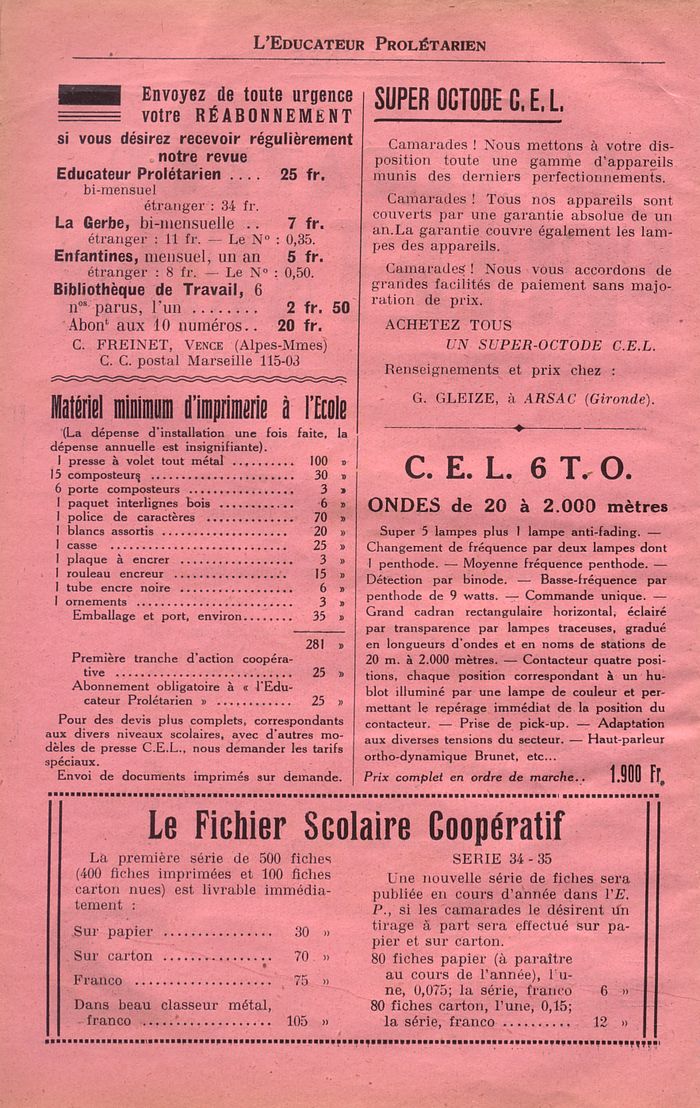 L'EDUCATEUR PROLÉTARIEN
Envoyez de toute urgence
votre RÉABONNEMENT
si vous désirez recevoir régulièrement
notre revue
Educateur Prolétarien .... 25 fr.
bi-mensuel
étranger : 34 fr.
La Gerbe, bi-mensuelle .. 7 fr.
étranger : 11 fr. — Le N° : 0,35.
Enfantines, mensuel, un an 5 fr.
étranger : 8 fr. — Le N° : 0,50.
Bibliothèque de Travail, 6
nos parus, l'un ........ 2 fr. 50
Abont aux 10 numéros.. 20 fr.
C. FREINET, VENCE (Alpes-Mmes)
C. C. postal Marseille 115-03
Matériel minimum d'imprimerie à l'Ecole
(La dépense d'installation une fois faite, la
dépense annuelle est insignifiante).
1 presse à volet tout métal .......... 100 »
15 composteurs ...................... 30 »
6 porte composteurs ................ 3 »
1 paquet interlignes bois ............ 6 »
1 police de caractères .............. 70 »
1 blancs assortis .................... 20 »
1 casse ............................ 25 »
1 plaque à encrer .................. 3 »
1 rouleau encreur .................. 15 »
1 tube encre noire .................. 6 »
1 ornements ........................ 3 »
Emballage et port, environ........ 35 »
281 »
Première tranche d'action coopéra-
tive ........................ 25 »
Abonnement obligatoire à « l'Edu-
cateur Prolétarien » ............ 25 »
Pour des devis plus complets, correspondants
aux divers niveaux scolaires, avec d'autres mo-
dèles de presse C.E.L., nous demander les tarifs
spéciaux.
Envoi de documents imprimés sur demande.
SUPER OCTODE C. E. L.
Camarades ! Nous mettons à votre dis-
position toute une gamme d'appareils
munis des derniers perfectionnements.
Camarades ! Tous nos appareils sont
couverts par une garantie absolue de un
an.La garantie couvre également les lam-
pes des appareils.
Camarades ! Nous vous accordons de
grandes facilités de paiement sans majo-
ration de prix.
ACHETEZ TOUS
UN SUPER-OCTODE C.E.L.
Renseignements et prix chez :
G. GLEIZE, à ARSAC (Gironde).
C. E. L. 6 T. O.
ONDES de 20 à 2.000 mètres
Super 5 lampes plus 1 lampe anti-fading. —
Changement de fréquence par deux lampes dont
1 penthode. — Moyenne fréquence penthode. —
Détection par binode. — Basse-fréquence par
penthode de 9 watts. — Commande unique. —
Grand cadran rectangulaire horizontal, éclairé
par transparence par lampes traceuses, gradué
en longueurs d'ondes et en noms de stations de
20 m. à 2.000 mètres. — Contacteur quatre posi-
tions, chaque position correspondant à un hu-
blot illuminé par une lampe de couleur et per-
mettant le repérage immédiat de la position du
contacteur. — Prise de pick-up. — Adaptation
aux diverses tensions du secteur. — Haut-parleur
ortho-dynamique Brunet, etc...
Prix complet en ordre de marche.. 1.900 Fr.
Le Fichier Scolaire Coopératif
La première série de 500 fiches
(400 fiches imprimées et 100 fiches
carton nues) est livrable immédia-
tement :
Sur papier ................ 30 »
Sur carton ................ 70 »
Franco .................... 75 »
Dans beau classeur métal,
franco .................. 105 »
SERIE 34 - 35
Une nouvelle série de fiches sera
publiée en cours d'année dans l'E.
P., si les camarades le désirent un
tirage à part sera effectué sur pa-
pier et sur carton.
80 fiches papier (à paraître
au cours de l'année), l'u-
ne, 0,075; la série, franco 6 »
80 fiches carton, l'une, 0,15;
la série, franco .......... 12 »